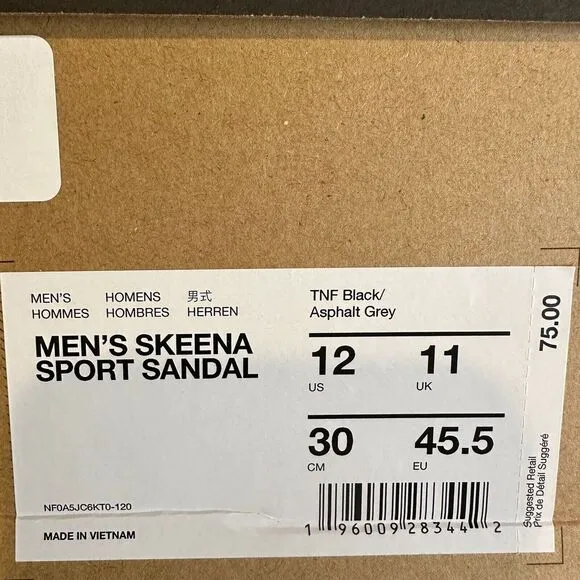 MEN'S HOMENS 男式
HOMMES HOMBRES HERREN
MEN'S SKEENA
SPORT SANDAL
NF0A5JC6KT0-120
MADE IN VIETNAM
TNF Black/
Asphalt Grey
12 11
US UK
30 45.5
CM EU
1 96009 28344 2
75.00
Suggested Retail
Prix de Détail Suggéré